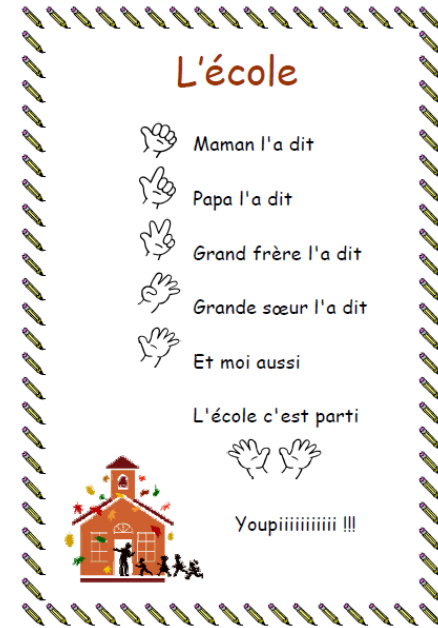 L'école
Maman l'a dit
Papa l'a dit
Grand frère l'a dit
Grande sœur l'a dit
Et moi aussi
L'école c'est parti
Youpiiiiiiiiiii !!!